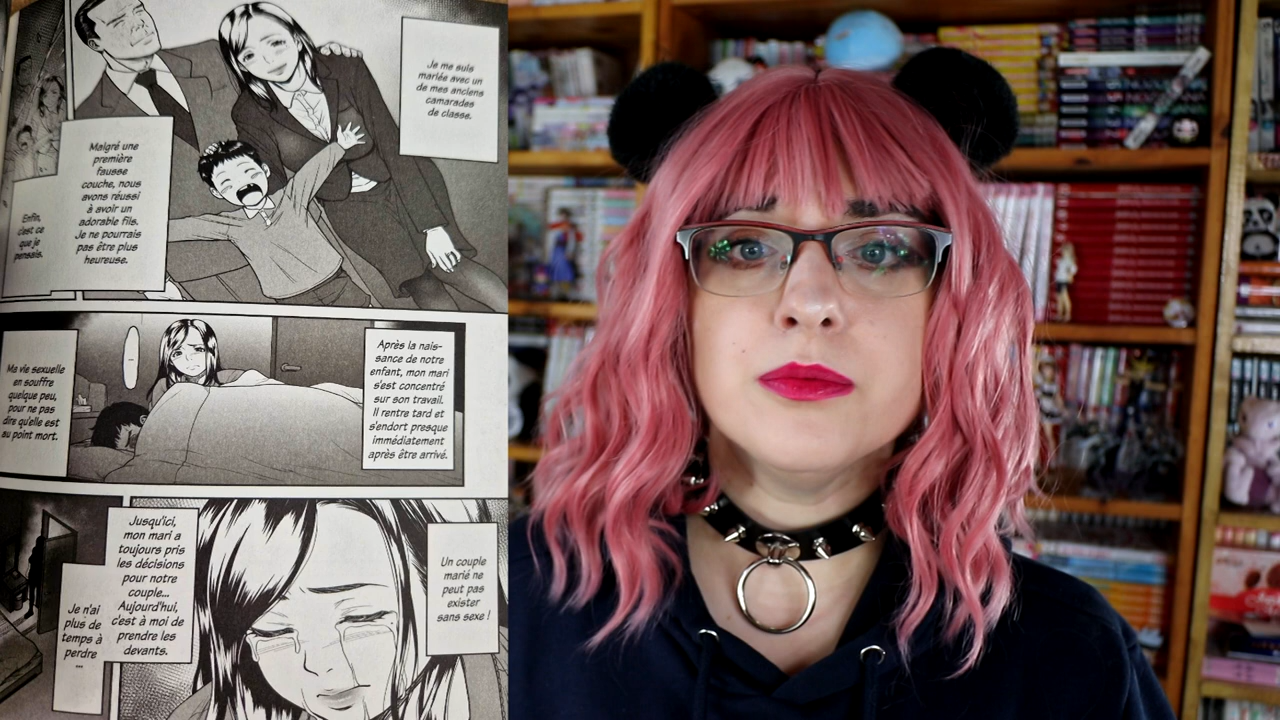 Je me suis
mariée avec un
de mes anciens
camarades
de classe.
Malgré une
première
fausse
couche, nous
avons réussi
à avoir un
adorable fils.
Je ne pourrais
pas être plus
heureuse.
Enfin,
c'est ce
que je
pensais.
Après la nais-
sance de notre
enfant, mon mari
s'est concentré
sur son travail.
Il rentre tard et
s'endort presque
immédiatement
après être arrivé.
...
Ma vie sexuelle
en souffre
quelque peu,
pour ne pas
dire qu'elle est
au point mort.
Un couple
marié ne
peut pas
exister
sans sexe !
Jusqu'ici,
mon mari a
toujours pris
les décisions
pour notre
couple...
Aujourd'hui,
c'est à moi de
prendre les
devants.
Je n'ai
plus de
temps à
perdre
...